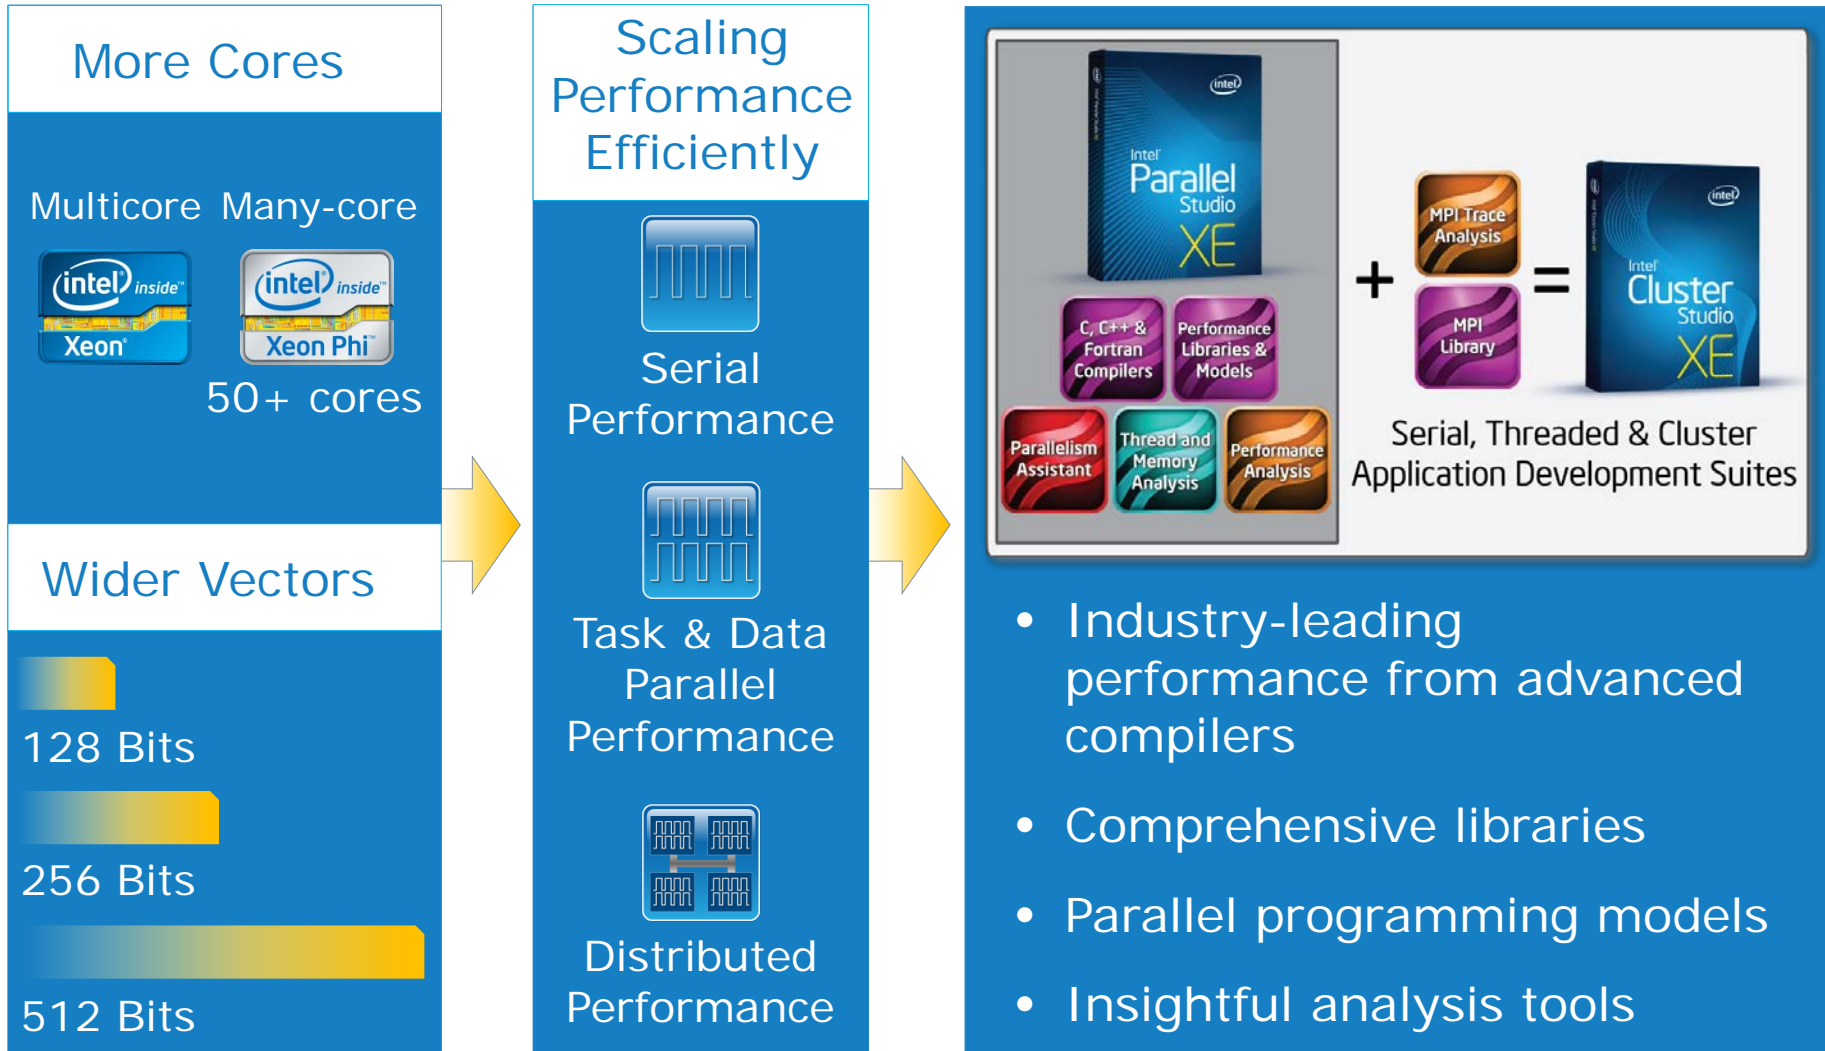 More Cores
Multicore Many-core
intel inside™ intel inside™
Xeon® Xeon Phi™
50+ cores
Wider Vectors
128 Bits
256 Bits
512 Bits
Scaling
Performance
Efficiently
Serial
Performance
Task & Data
Parallel
Performance
Distributed
Performance
intel
Intel®
Parallel
Studio
XE
C, C++ &
Fortran
Compilers
Performance
Libraries &
Models
Parallelism
Assistant
Thread and
Memory
Analysis
Performance
Analysis
+
MPI Trace
Analysis
MPI
Library
=
intel
Intel®
Cluster
Studio
XE
Serial, Threaded & Cluster
Application Development Suites
• Industry-leading
performance from advanced
compilers
• Comprehensive libraries
• Parallel programming models
• Insightful analysis tools